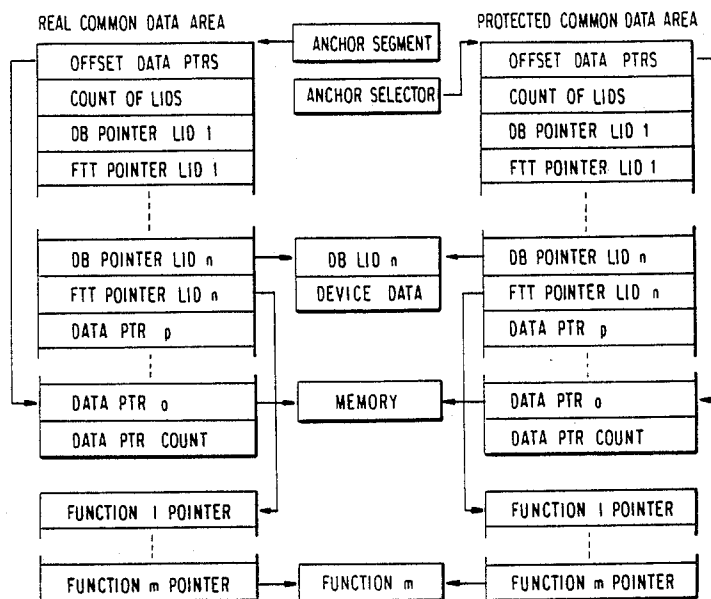 REAL COMMON DATA AREA
OFFSET DATA PTRS
COUNT OF LIDS
DB POINTER LID 1
FTT POINTER LID 1
DB POINTER LID n
FTT POINTER LID n
DATA PTR p
DATA PTR o
DATA PTR COUNT
FUNCTION 1 POINTER
FUNCTION m POINTER
ANCHOR SEGMENT
ANCHOR SELECTOR
DB LID n
DEVICE DATA
MEMORY
FUNCTION m
PROTECTED COMMON DATA AREA
OFFSET DATA PTRS
COUNT OF LIDS
DB POINTER LID 1
FTT POINTER LID 1
DB POINTER LID n
FTT POINTER LID n
DATA PTR p
DATA PTR o
DATA PTR COUNT
FUNCTION 1 POINTER
FUNCTION m POINTER